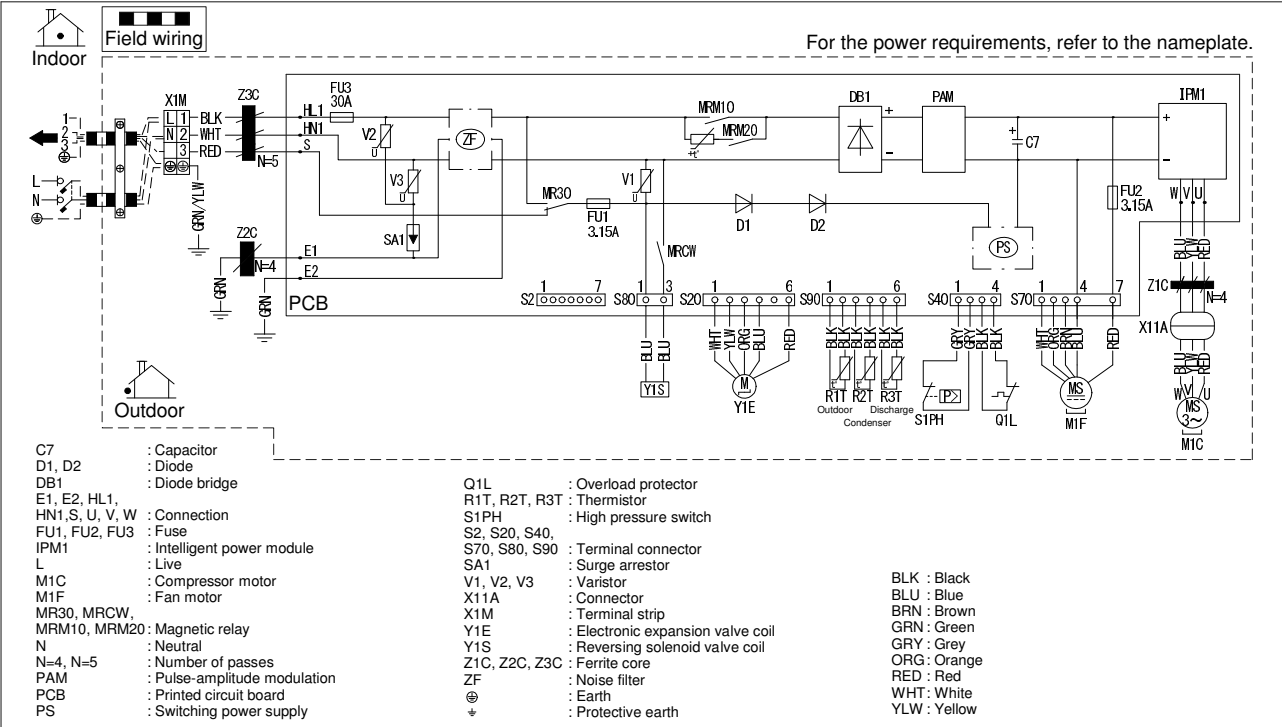 Indoor
Field wiring
For the power requirements, refer to the nameplate.
X1M
Z3C
FU3
30A
HL1
HN1
S
L 1 BLK
N 2 WHT
3 RED
N=5
1
2
3
L
N
GRN/YLW
Z2C
N=4
GRN
GRN
E1
E2
PCB
V2
U
V3
U
SA1
ZF
MR30
FU1
3.15A
V1
U
MRCW
MRM10
MRM20
+t°
D1
D2
DB1
+
-
PAM
+
C7
PS
FU2
3.15A
IPM1
+
-
W V U
BLU YLW RED
Z1C
N=4
X11A
BLU YLW RED
W V U
MS
3~
M1C
S2 1 7
S80 1 3
S20 1 6
S90 1 6
S40 1 4
S70 1 4 7
BLU BLU
Y1S
WHT YLW ORG BLU RED
M
Y1E
BLK BLK BLK BLK BLK BLK
t° t° t°
R1T R2T R3T
Outdoor Discharge
Condenser
GRY GRY BLK BLK
P>
S1PH
Q1L
WHT ORG BRN BLU RED
MS
M1F
Outdoor
C7 : Capacitor
D1, D2 : Diode
DB1 : Diode bridge
E1, E2, HL1,
HN1,S, U, V, W : Connection
FU1, FU2, FU3 : Fuse
IPM1 : Intelligent power module
L : Live
M1C : Compressor motor
M1F : Fan motor
MR30, MRCW,
MRM10, MRM20 : Magnetic relay
N : Neutral
N=4, N=5 : Number of passes
PAM : Pulse-amplitude modulation
PCB : Printed circuit board
PS : Switching power supply
Q1L : Overload protector
R1T, R2T, R3T : Thermistor
S1PH : High pressure switch
S2, S20, S40,
S70, S80, S90 : Terminal connector
SA1 : Surge arrestor
V1, V2, V3 : Varistor
X11A : Connector
X1M : Terminal strip
Y1E : Electronic expansion valve coil
Y1S : Reversing solenoid valve coil
Z1C, Z2C, Z3C : Ferrite core
ZF : Noise filter
: Earth
: Protective earth
BLK : Black
BLU : Blue
BRN : Brown
GRN : Green
GRY : Grey
ORG : Orange
RED : Red
WHT : White
YLW : Yellow